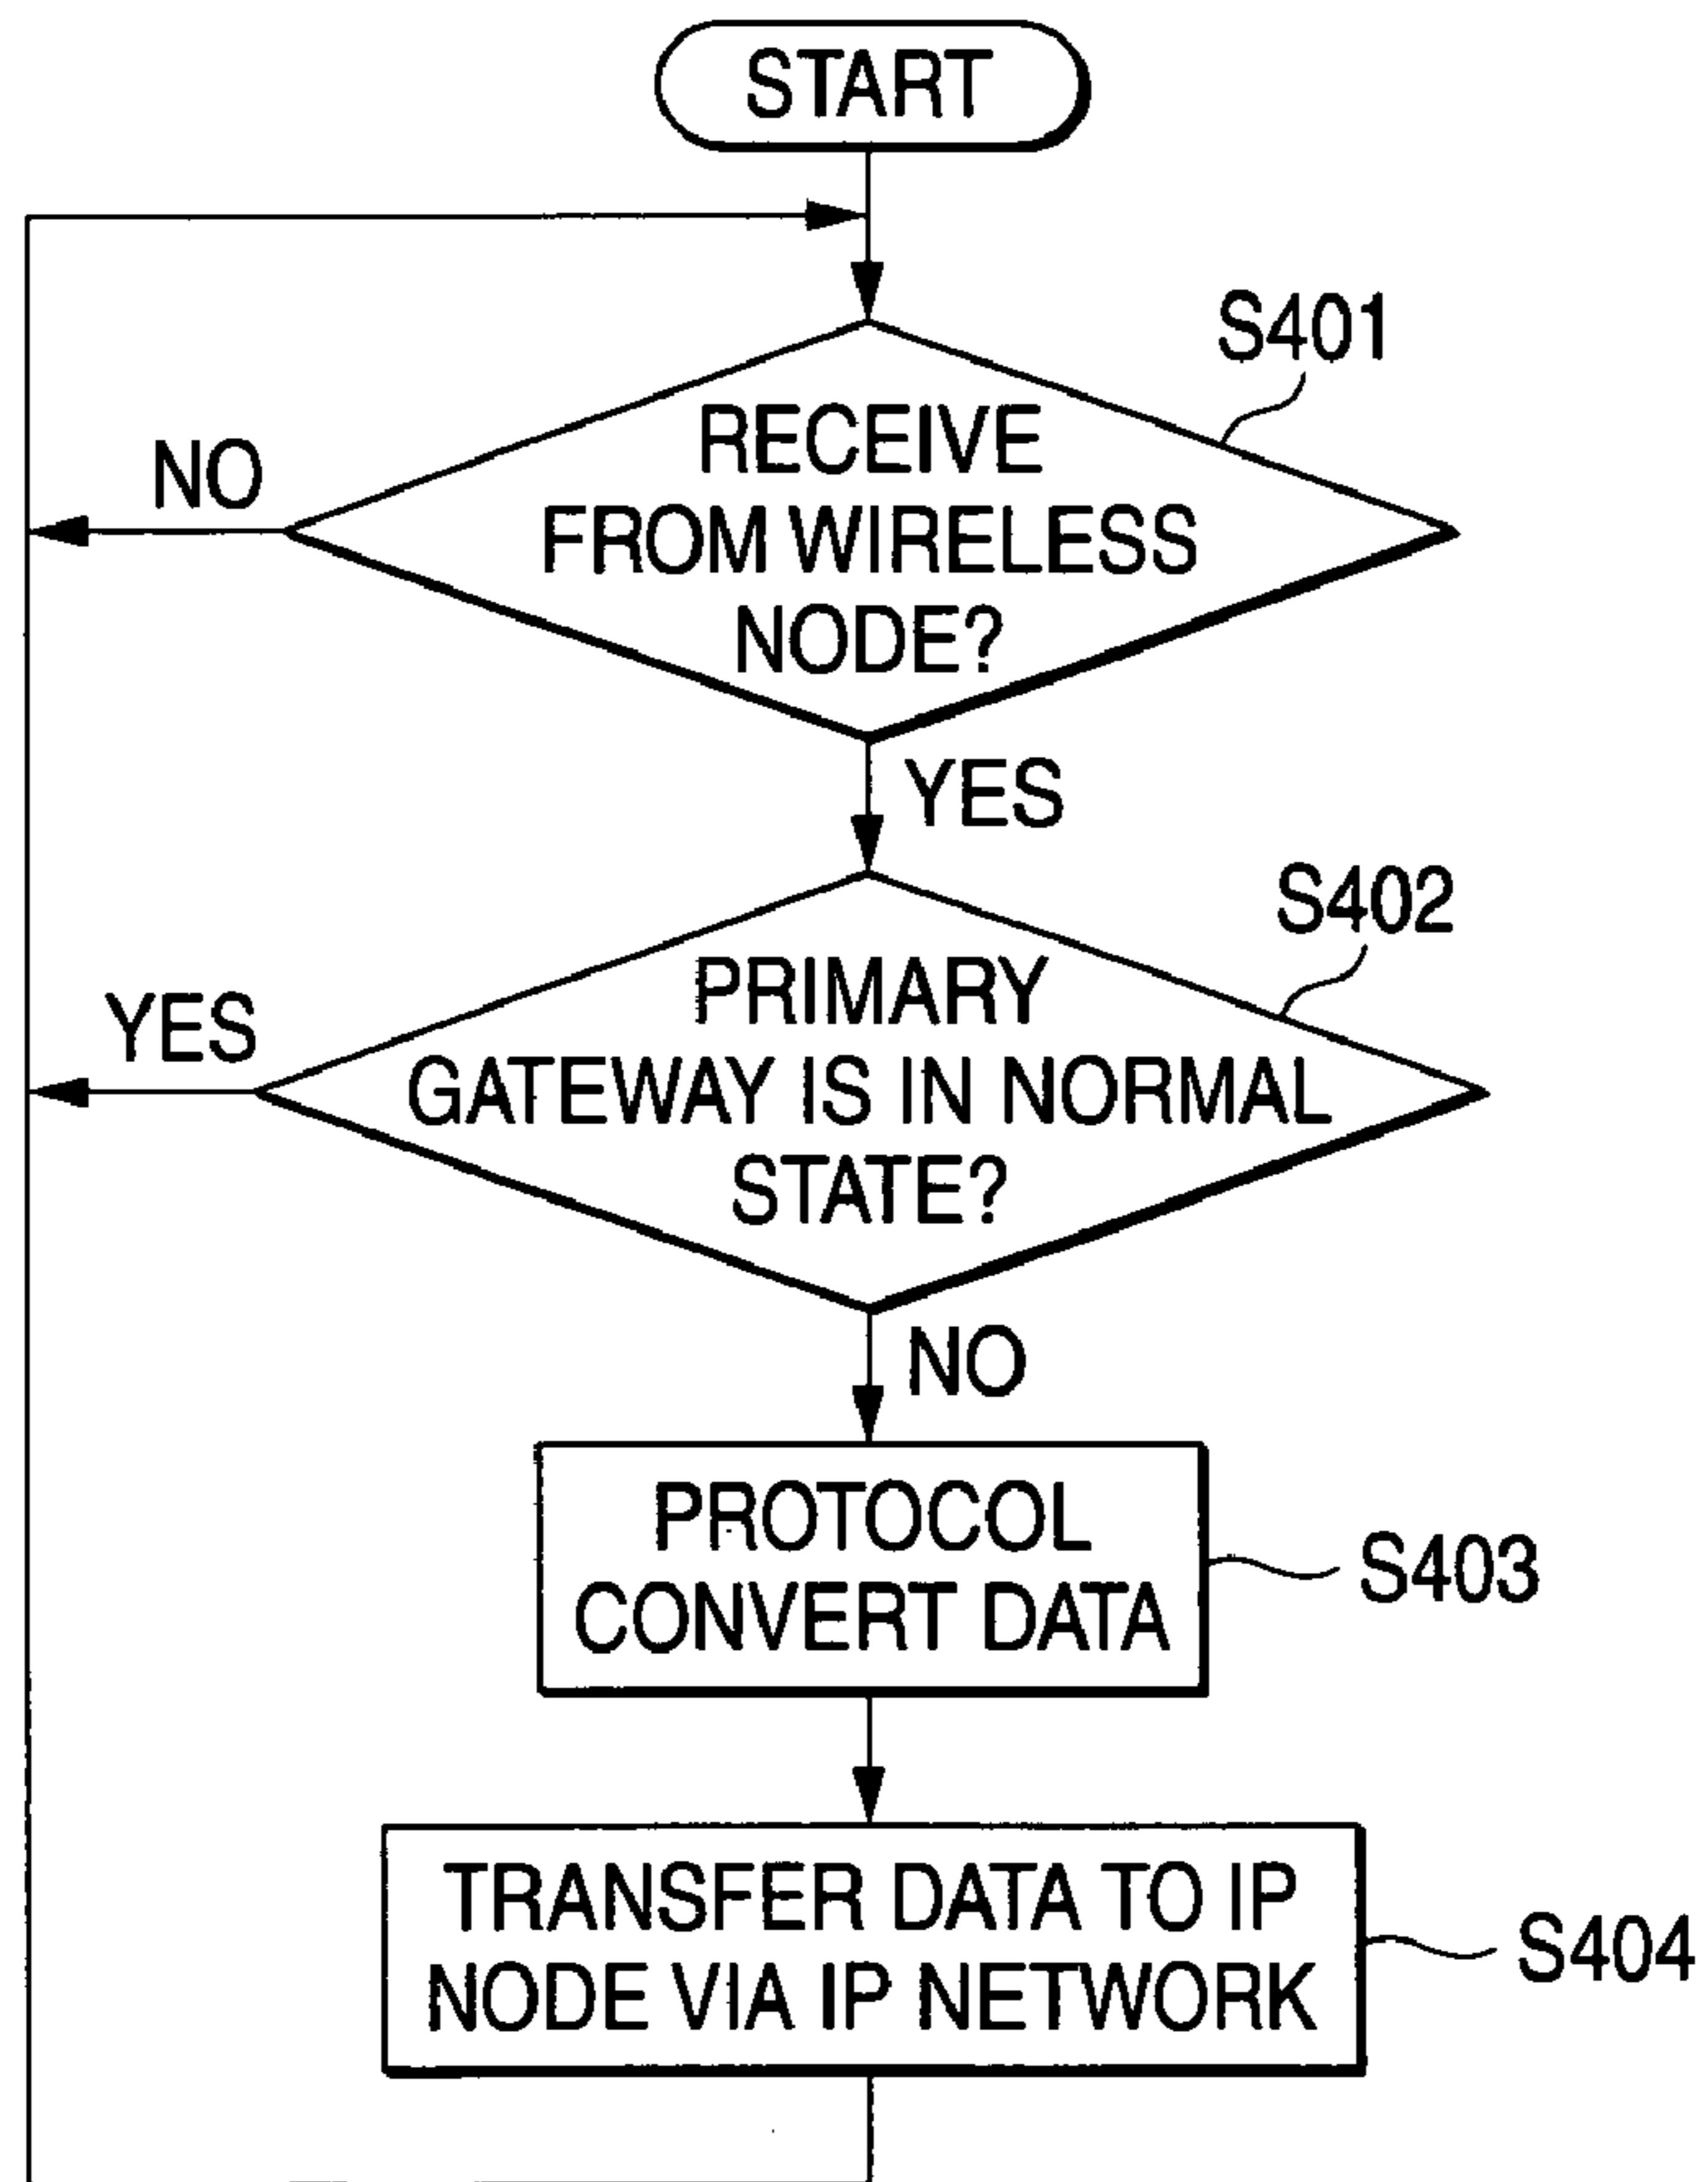 START
S401
RECEIVE
FROM WIRELESS
NODE?
NO
YES
S402
PRIMARY
GATEWAY IS IN NORMAL
STATE?
YES
NO
PROTOCOL
CONVERT DATA
S403
TRANSFER DATA TO IP
NODE VIA IP NETWORK
S404